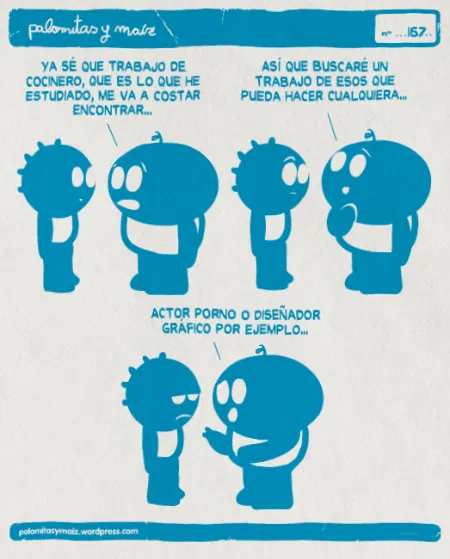 palomitas y maíz
nº ...157..
YA SÉ QUE TRABAJO DE
COCINERO, QUE ES LO QUE HE
ESTUDIADO, ME VA A COSTAR
ENCONTRAR...
ASÍ QUE BUSCARÉ UN
TRABAJO DE ESOS QUE
PUEDA HACER CUALQUIERA...
ACTOR PORNO O DISEÑADOR
GRÁFICO POR EJEMPLO...
palomitasymaiz.wordpress.com